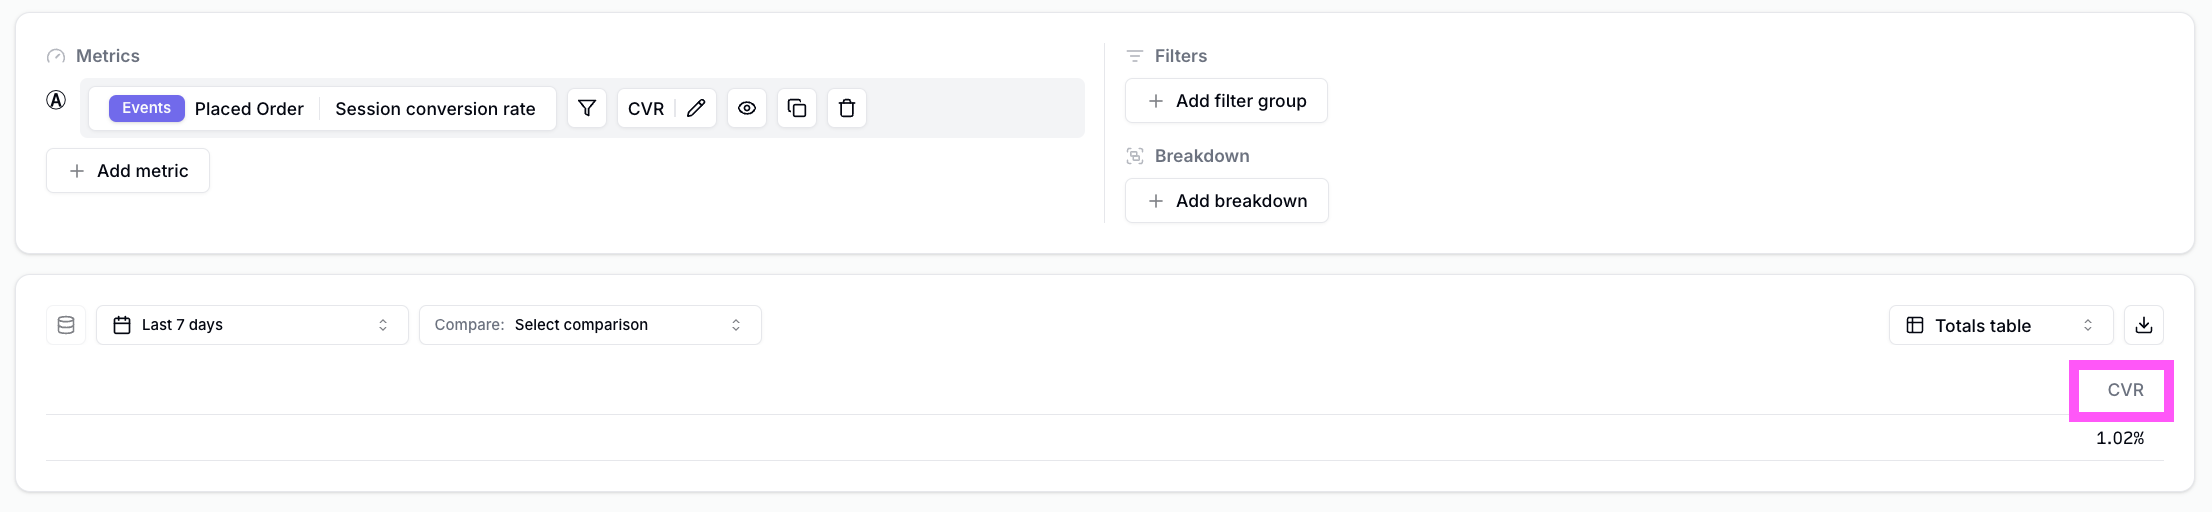 Metrics
A Events Placed Order Session conversion rate CVR
Add metric
Filters
Add filter group
Breakdown
Add breakdown
Last 7 days Compare: Select comparison Totals table
CVR
1.02%